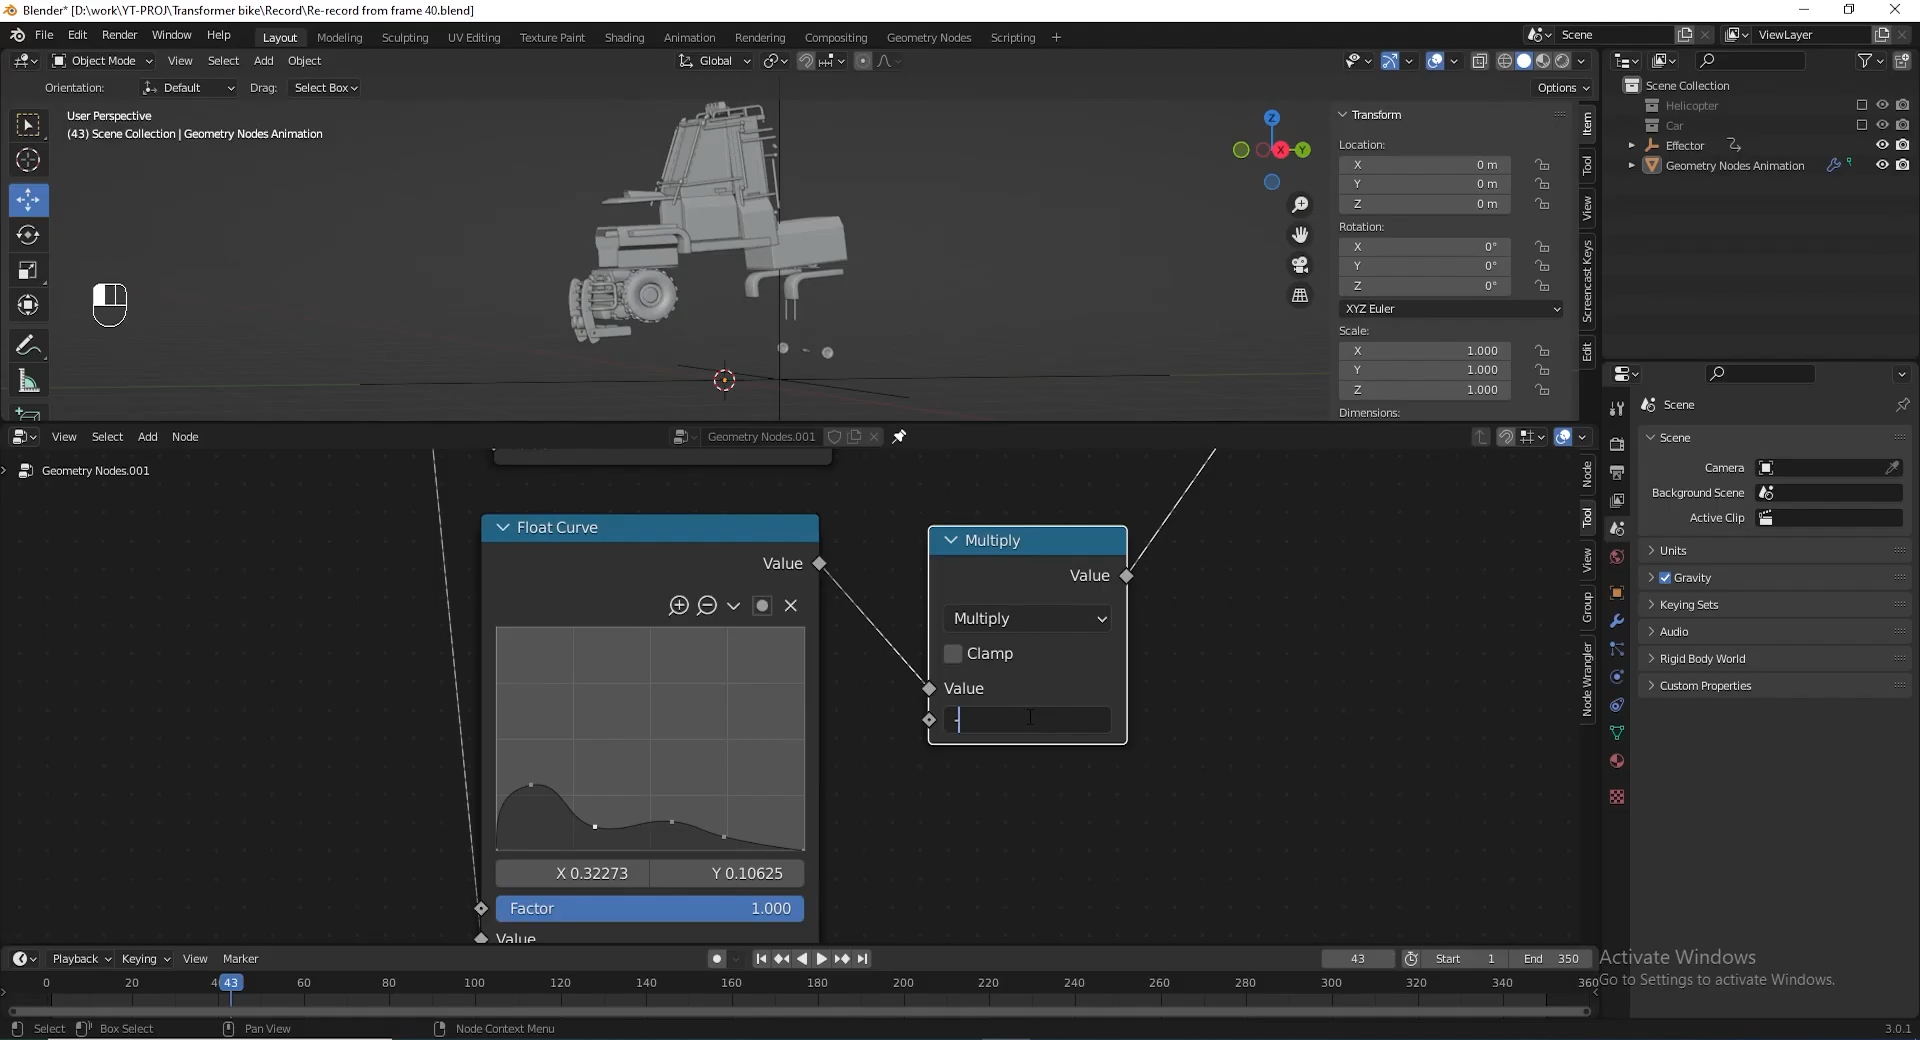 Blender* [D:\work\YT-PROJ\Transformer bike\Record\Re-record from frame 40.blend]
File Edit Render Window Help Layout Modeling Sculpting UV Editing Texture Paint Shading Animation Rendering Compositing Geometry Nodes Scripting + Scene ViewLayer
Object Mode View Select Add Object Global
Orientation: Default Drag: Select Box Options
User Perspective
(43) Scene Collection | Geometry Nodes Animation
Z
X
Y
Transform
Location:
X 0 m
Y 0 m
Z 0 m
Rotation:
X 0°
Y 0°
Z 0°
XYZ Euler
Scale:
X 1.000
Y 1.000
Z 1.000
Dimensions:
Item
Tool
View
Screencast Keys
Edit
Scene Collection
Helicopter
Car
Effector
Geometry Nodes Animation
Scene
Scene
Camera
Background Scene
Active Clip
Units
Gravity
Keying Sets
Audio
Rigid Body World
Custom Properties
View Select Add Node Geometry Nodes.001
Geometry Nodes.001
Float Curve
Value
X 0.32273 Y 0.10625
Factor 1.000
Value
Multiply
Value
Multiply
Clamp
Value
-
Node
Tool
View
Group
Node Wrangler
Playback Keying View Marker 43 Start 1 End 350
0 20 4 43 60 80 100 120 140 160 180 200 220 240 260 280 300 320 340 360
Activate Windows
Go to Settings to activate Windows.
Select Box Select Pan View Node Context Menu 3.0.1